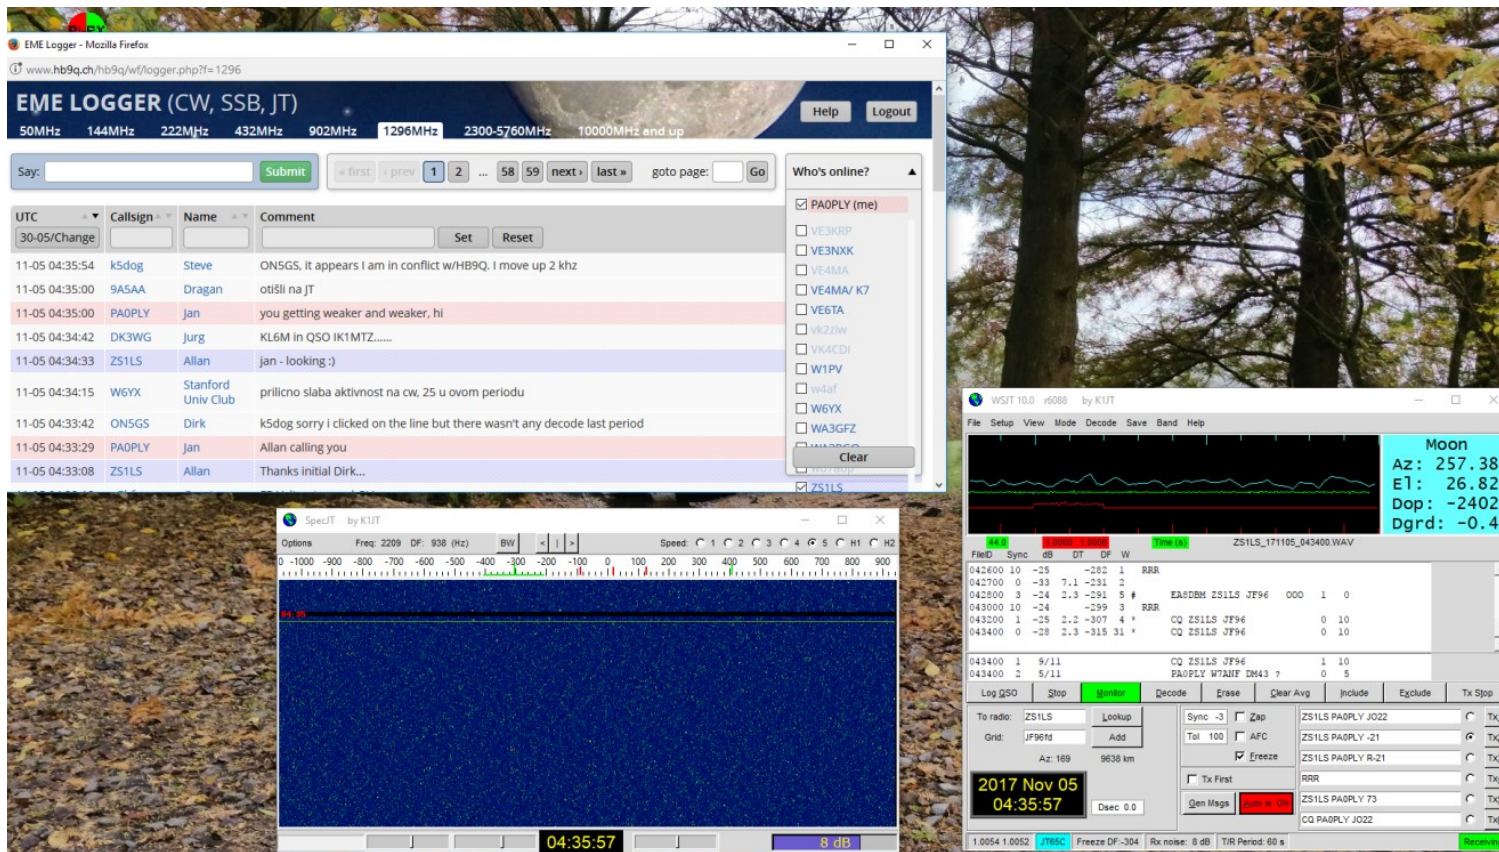 EME Logger - Mozilla Firefox
www.hb9q.ch/hb9q/wf/logger.php?f=1296
EME LOGGER (CW, SSB, JT)
Help Logout
50MHz 144MHz 222MHz 432MHz 902MHz 1296MHz 2300-5760MHz 10000MHz and up
Say: Submit « first ‹ prev 1 2 ... 58 59 next › last » goto page: Go
Who's online?
UTC Callsign Name Comment
30-05/Change Set Reset
11-05 04:35:54 k5dog Steve ON5GS, it appears I am in conflict w/HB9Q. I move up 2 khz
11-05 04:35:00 9A5AA Dragan otišli na JT
11-05 04:35:00 PA0PLY Jan you getting weaker and weaker, hi
11-05 04:34:42 DK3WG Jurg KL6M in QSO IK1MTZ......
11-05 04:34:33 ZS1LS Allan jan - looking :)
11-05 04:34:15 W6YX Stanford Univ Club prilicno slaba aktivnost na cw, 25 u ovom periodu
11-05 04:33:42 ON5GS Dirk k5dog sorry i clicked on the line but there wasn't any decode last period
11-05 04:33:29 PA0PLY Jan Allan calling you
11-05 04:33:08 ZS1LS Allan Thanks initial Dirk...
PA0PLY (me)
VE3KRP
VE3NXK
VE4MA
VE4MA/ K7
VE6TA
vk2ziw
VK4CDI
W1PV
w4af
W6YX
WA3GFZ
Clear
ZS1LS
SpecJT by K1JT
Options Freq: 2209 DF: 938 (Hz) BW < | > Speed: 1 2 3 4 5 H1 H2
-1000 -900 -800 -700 -600 -500 -400 -300 -200 -100 0 100 200 300 400 500 600 700 800 900
04:35
04:35:57
8 dB
WSJT 10.0 r6088 by K1JT
File Setup View Mode Decode Save Band Help
Moon
Az: 257.38
El: 26.82
Dop: -2402
Dgrd: -0.4
44.0 1.0000 1.0000 Time (s) ZS1LS_171105_043400.WAV
FileID Sync dB DT DF W
042600 10 -25 -282 1 RRR
042700 0 -33 7.1 -231 2
042800 3 -24 2.3 -291 5 # EA8DBM ZS1LS JF96 OOO 1 0
043000 10 -24 -299 3 RRR
043200 1 -25 2.2 -307 4 * CQ ZS1LS JF96 0 10
043400 0 -28 2.3 -315 31 * CQ ZS1LS JF96 0 10
043400 1 9/11 CQ ZS1LS JF96 1 10
043400 2 5/11 PA0PLY W7ANF DM43 ? 0 5
Log QSO Stop Monitor Decode Erase Clear Avg Include Exclude Tx Stop
To radio: ZS1LS Lookup
Grid: JF96fd Add
Az: 169 9638 km
2017 Nov 05
04:35:57
Dsec 0.0
Sync -3 Zap
Tol 100 AFC
Freeze
Tx First
Gen Msgs Auto is ON
ZS1LS PA0PLY JO22
ZS1LS PA0PLY -21
ZS1LS PA0PLY R-21
RRR
ZS1LS PA0PLY 73
CQ PA0PLY JO22
1.0054 1.0052 JT65C Freeze DF:-304 Rx noise: 8 dB T/R Period: 60 s Receiving